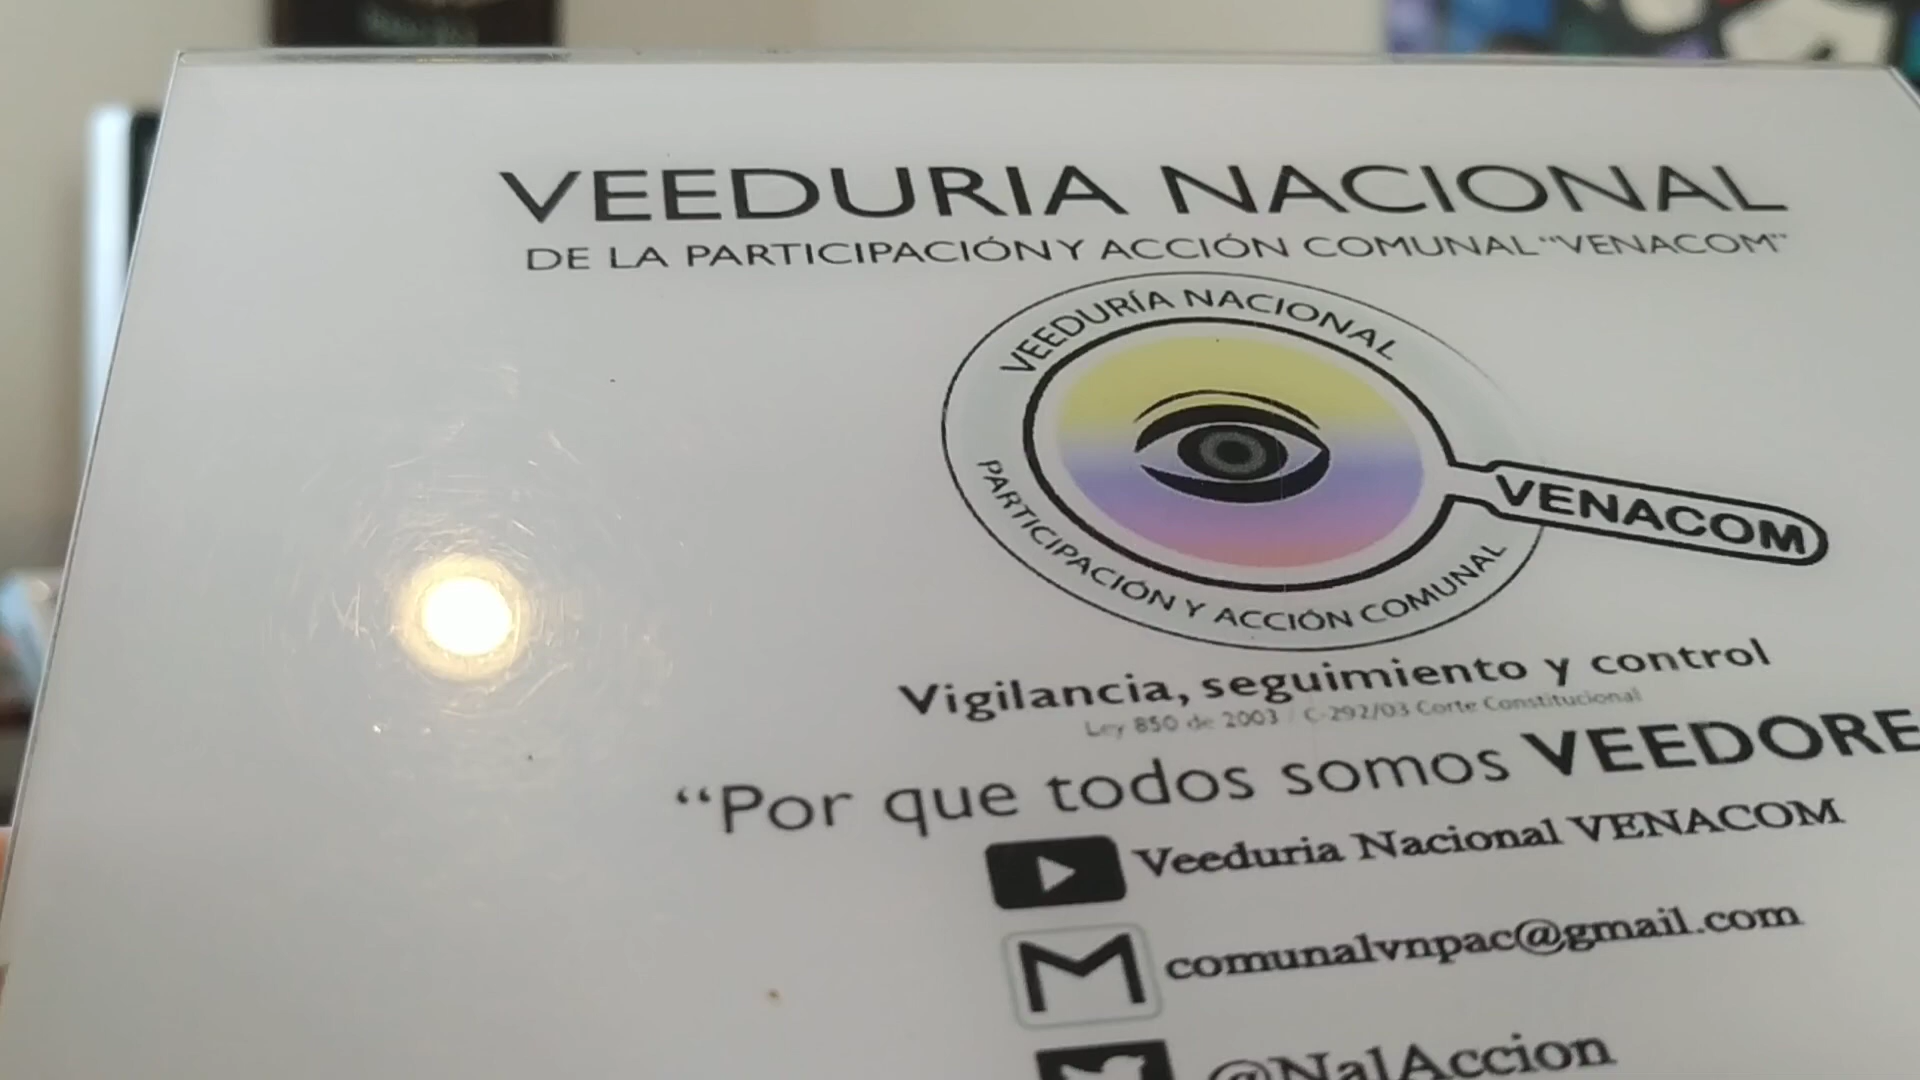 VEEDURIA NACIONAL
DE LA PARTICIPACIÓN Y ACCIÓN COMUNAL "VENACOM"
VEEDURÍA NACIONAL
VENACOM
PARTICIPACIÓN Y ACCIÓN COMUNAL
Vigilancia, seguimiento y control
Ley 850 de 2003 / C-292/03 Corte Constitucional
“Por que todos somos VEEDORE
Veeduria Nacional VENACOM
comunalvnpac@gmail.com
@NalAccion